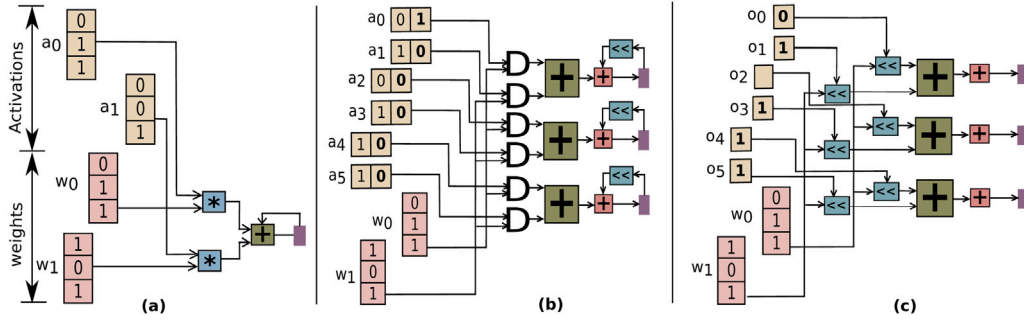 Activations
weights
a0
0
1
1
a1
0
0
1
w0
0
1
1
w1
1
0
1
*
*
+
(a)
a0 0 1
a1 1 0
a2 0 0
a3 1 0
a4 1 0
a5 1 0
w0
0
1
1
w1
1
0
1
+ + <<
+ + <<
+ + <<
(b)
o0 0
o1 1
o2
o3 1
o4 1
o5 1
w0
0
1
1
w1
1
0
1
<< << + +
<< << + +
<< << + +
(c)